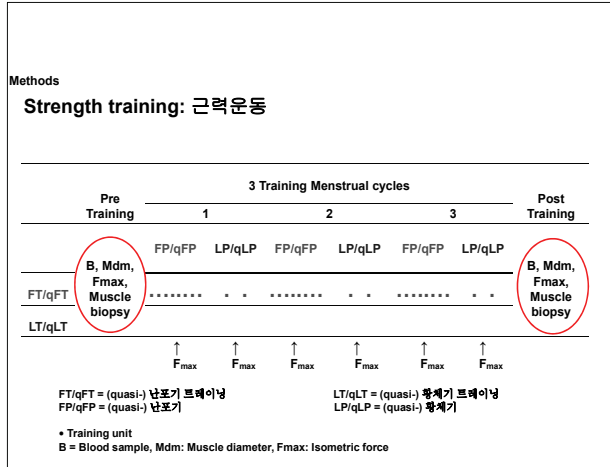 Methods
Strength training: 근력운동
3 Training Menstrual cycles
Pre Training
1 2 3
Post Training
FP/qFP LP/qLP FP/qFP LP/qLP FP/qFP LP/qLP
B, Mdm,
Fmax,
Muscle
biopsy
B, Mdm,
Fmax,
Muscle
biopsy
FT/qFT ........ . . ........ . . ........ . .
LT/qLT
↑ ↑ ↑ ↑ ↑ ↑
Fmax Fmax Fmax Fmax Fmax Fmax
FT/qFT = (quasi-) 난포기 트레이닝
LT/qLT = (quasi-) 황체기 트레이닝
FP/qFP = (quasi-) 난포기
LP/qLP = (quasi-) 황체기
• Training unit
B = Blood sample, Mdm: Muscle diameter, Fmax: Isometric force